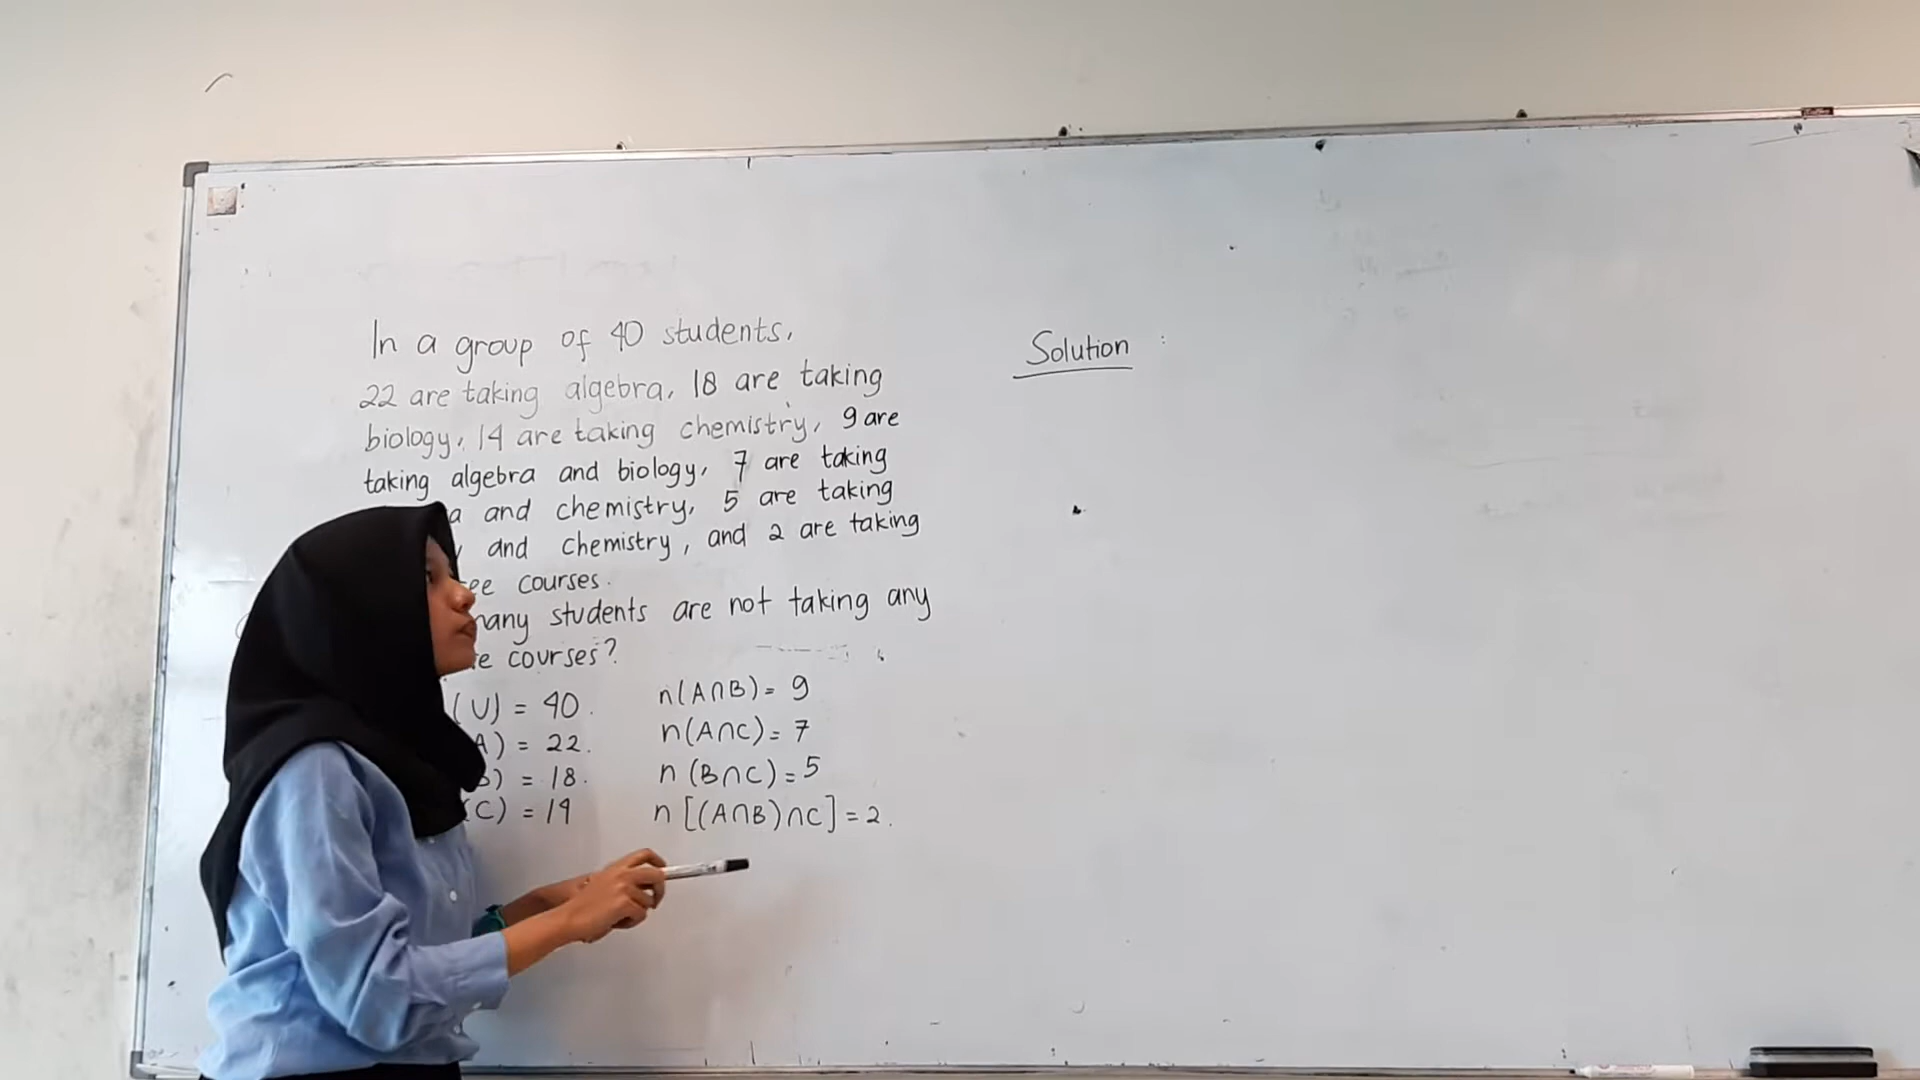 In a group of 40 students,
22 are taking algebra, 18 are taking
biology, 14 are taking chemistry, 9 are
taking algebra and biology, 7 are taking
a and chemistry, 5 are taking
and chemistry, and 2 are taking
ee courses.
many students are not taking any
e courses?
(U) = 40. n(A∩B) = 9
A) = 22. n(A∩C) = 7
) = 18. n(B∩C) = 5
(C) = 14 n[(A∩B)∩C] = 2.
Solution :